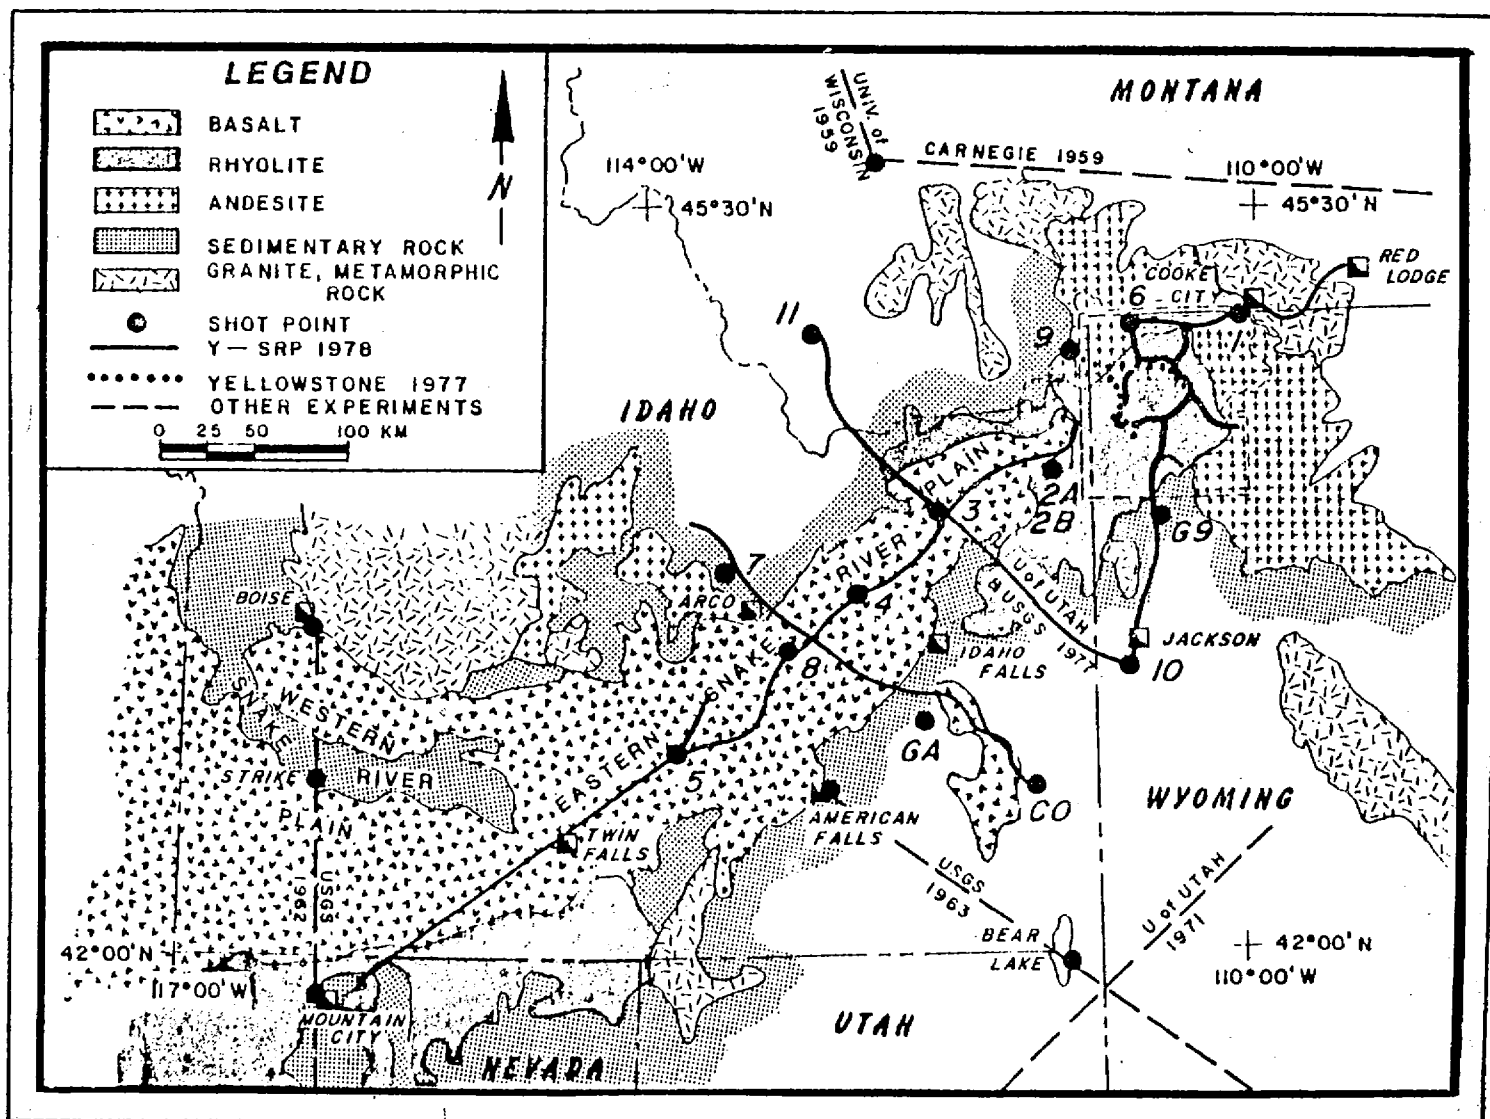 LEGEND
BASALT
RHYOLITE
ANDESITE
SEDIMENTARY ROCK
GRANITE, METAMORPHIC
ROCK
SHOT POINT
Y — SRP 1978
YELLOWSTONE 1977
OTHER EXPERIMENTS
0 25 50 100 KM
N
UNIV. of
WISCONSIN
1959
MONTANA
CARNEGIE 1959
114°00'W
45°30'N
110°00'W
45°30'N
RED
LODGE
COOKE
CITY
6
1
11
9
IDAHO
PLAIN
2A
2B
3
G9
RIVER
7
ARCO
4
U of UTAH
& USGS 1977
BOISE
SNAKE
8
IDAHO
FALLS
JACKSON
10
WESTERN
SNAKE
RIVER
PLAIN
STRIKE
EASTERN
5
GA
CO
AMERICAN
FALLS
WYOMING
TWIN
FALLS
USGS
1962
USGS
1963
U of UTAH
1971
42°00'N
117°00'W
BEAR
LAKE
42°00'N
110°00'W
MOUNTAIN
CITY
UTAH
NEVADA